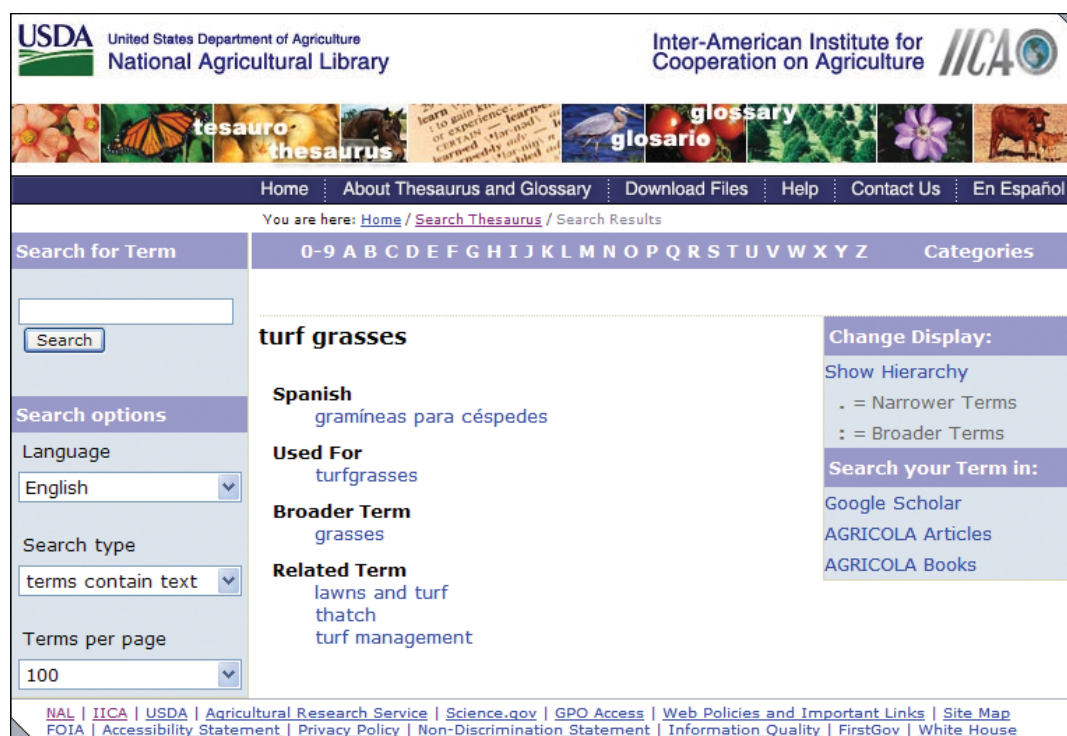 USDA
United States Department of Agriculture
National Agricultural Library
Inter-American Institute for
Cooperation on Agriculture
IICA
tesauro
thesaurus
glossary
glosario
Home
About Thesaurus and Glossary
Download Files
Help
Contact Us
En Español
You are here: Home / Search Thesaurus / Search Results
Search for Term
0-9 A B C D E F G H I J K L M N O P Q R S T U V W X Y Z
Categories
Search
Search options
Language
English
Search type
terms contain text
Terms per page
100
turf grasses
Spanish
gramíneas para céspedes
Used For
turfgrasses
Broader Term
grasses
Related Term
lawns and turf
thatch
turf management
Change Display:
Show Hierarchy
. = Narrower Terms
: = Broader Terms
Search your Term in:
Google Scholar
AGRICOLA Articles
AGRICOLA Books
NAL | IICA | USDA | Agricultural Research Service | Science.gov | GPO Access | Web Policies and Important Links | Site Map
FOIA | Accessibility Statement | Privacy Policy | Non-Discrimination Statement | Information Quality | FirstGov | White House